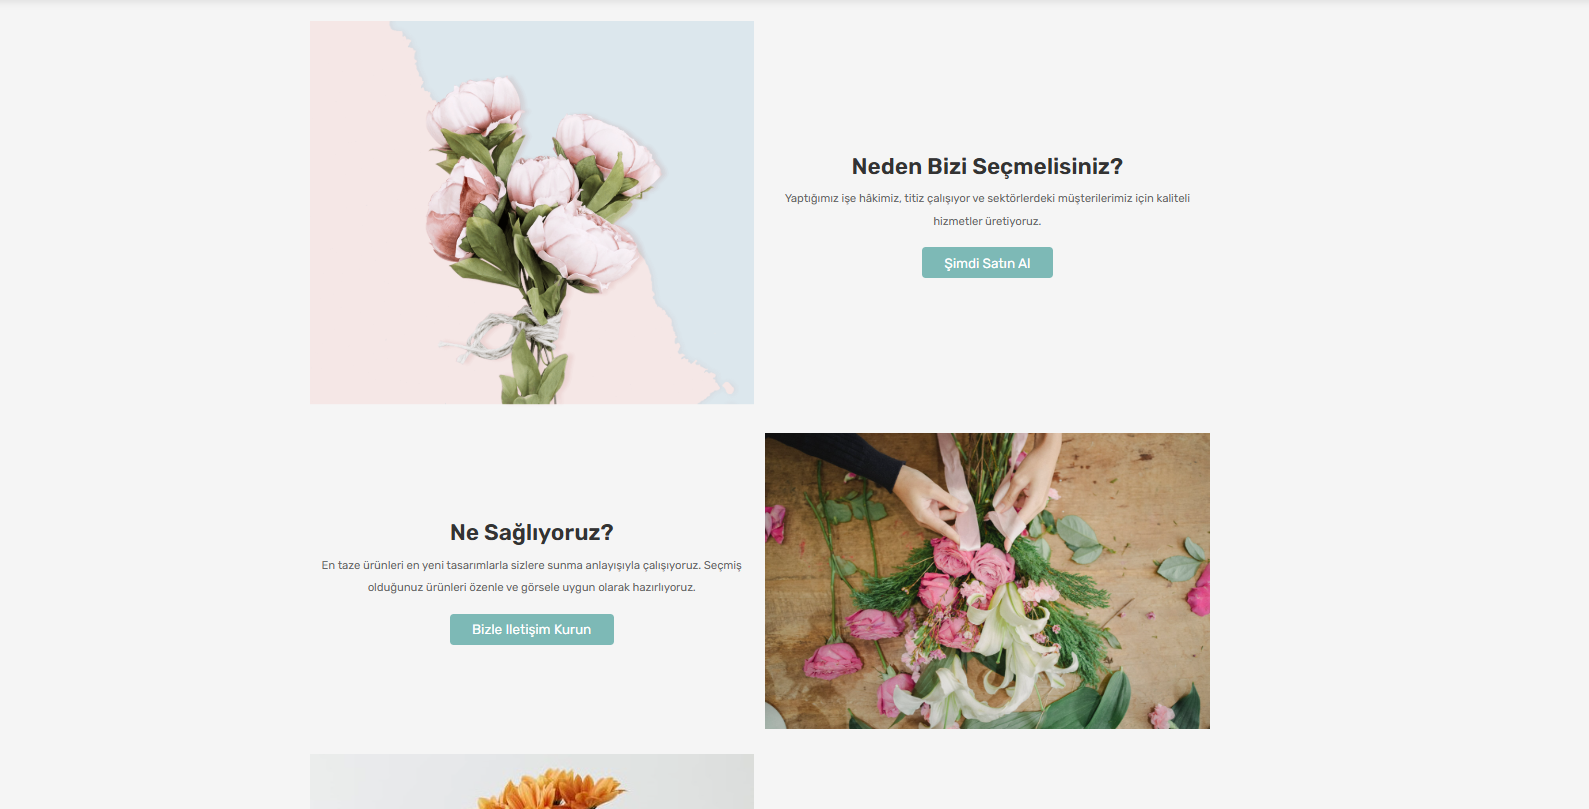 Neden Bizi Seçmelisiniz?
Yaptığımız işe hâkimiz, titiz çalışıyor ve sektörlerdeki müşterilerimiz için kaliteli
hizmetler üretiyoruz.
Şimdi Satın Al
Ne Sağlıyoruz?
En taze ürünleri en yeni tasarımlarla sizlere sunma anlayışıyla çalışıyoruz. Seçmiş
olduğunuz ürünleri özenle ve görsele uygun olarak hazırlıyoruz.
Bizle Iletişim Kurun